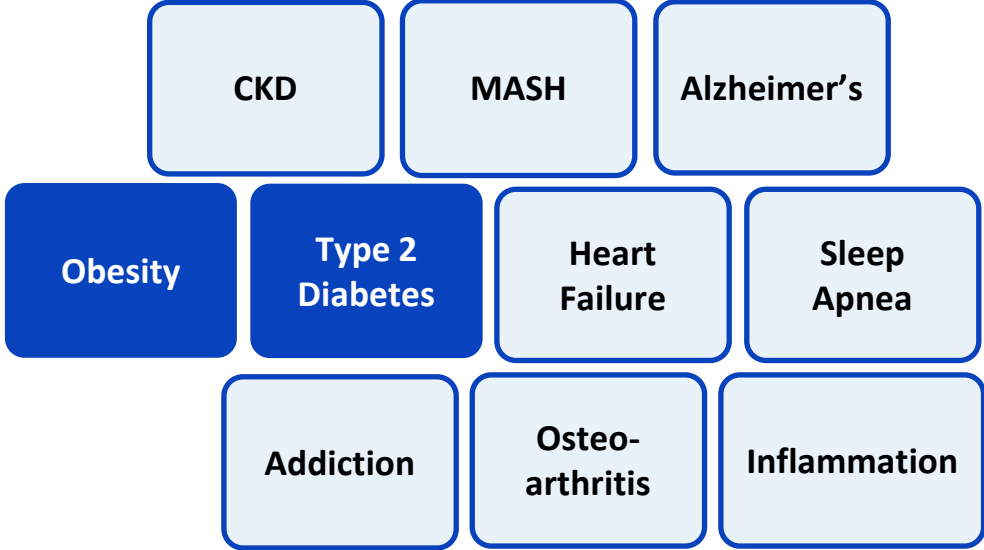 CKD
MASH
Alzheimer’s
Obesity
Type 2
Diabetes
Heart
Failure
Sleep
Apnea
Addiction
Osteo-
arthritis
Inflammation